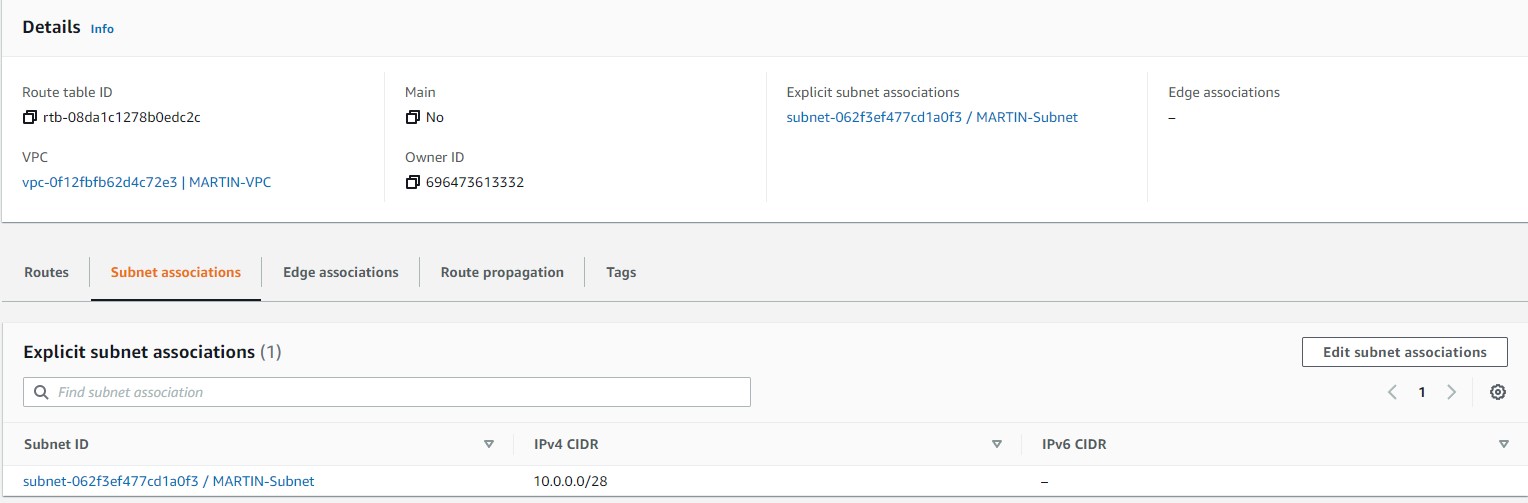 Details Info
Route table ID
rtb-08da1c1278b0edc2c
Main
No
Explicit subnet associations
subnet-062f3ef477cd1a0f3 / MARTIN-Subnet
Edge associations
–
VPC
vpc-0f12fbfb62d4c72e3 | MARTIN-VPC
Owner ID
696473613332
Routes
Subnet associations
Edge associations
Route propagation
Tags
Explicit subnet associations (1)
Edit subnet associations
Find subnet association
1
Subnet ID
IPv4 CIDR
IPv6 CIDR
subnet-062f3ef477cd1a0f3 / MARTIN-Subnet
10.0.0.0/28
–